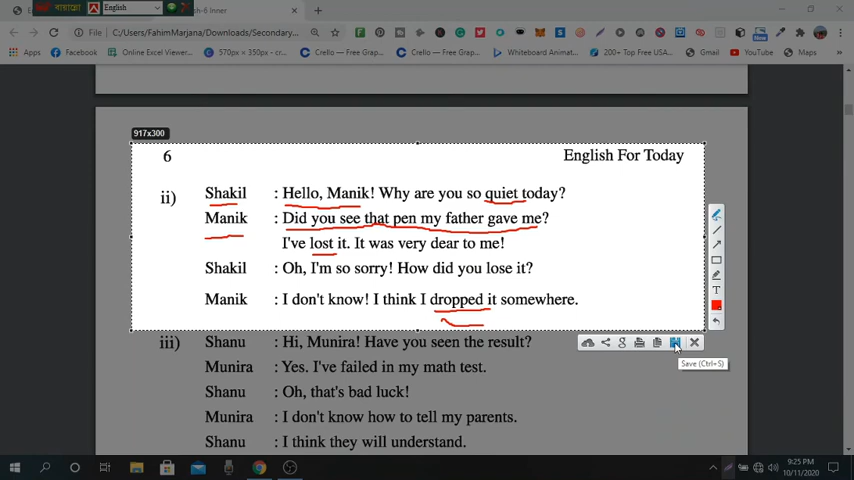 বায়ান্নো English
sh-6 Inner
File C:/Users/FahimMarjana/Downloads/Secondary...
Apps Facebook Online Excel Viewer... 570px × 350px - cr... Crello — Free Grap... Crello — Free Grap... Whiteboard Animat... 200+ Top Free USA... Gmail YouTube Maps
917x300
6 English For Today
ii) Shakil : Hello, Manik! Why are you so quiet today?
Manik : Did you see that pen my father gave me?
I've lost it. It was very dear to me!
Shakil : Oh, I'm so sorry! How did you lose it?
Manik : I don't know! I think I dropped it somewhere.
iii) Shanu : Hi, Munira! Have you seen the result?
Munira : Yes. I've failed in my math test.
Save (Ctrl+S)
Shanu : Oh, that's bad luck!
Munira : I don't know how to tell my parents.
Shanu : I think they will understand.
9:25 PM
10/11/2020